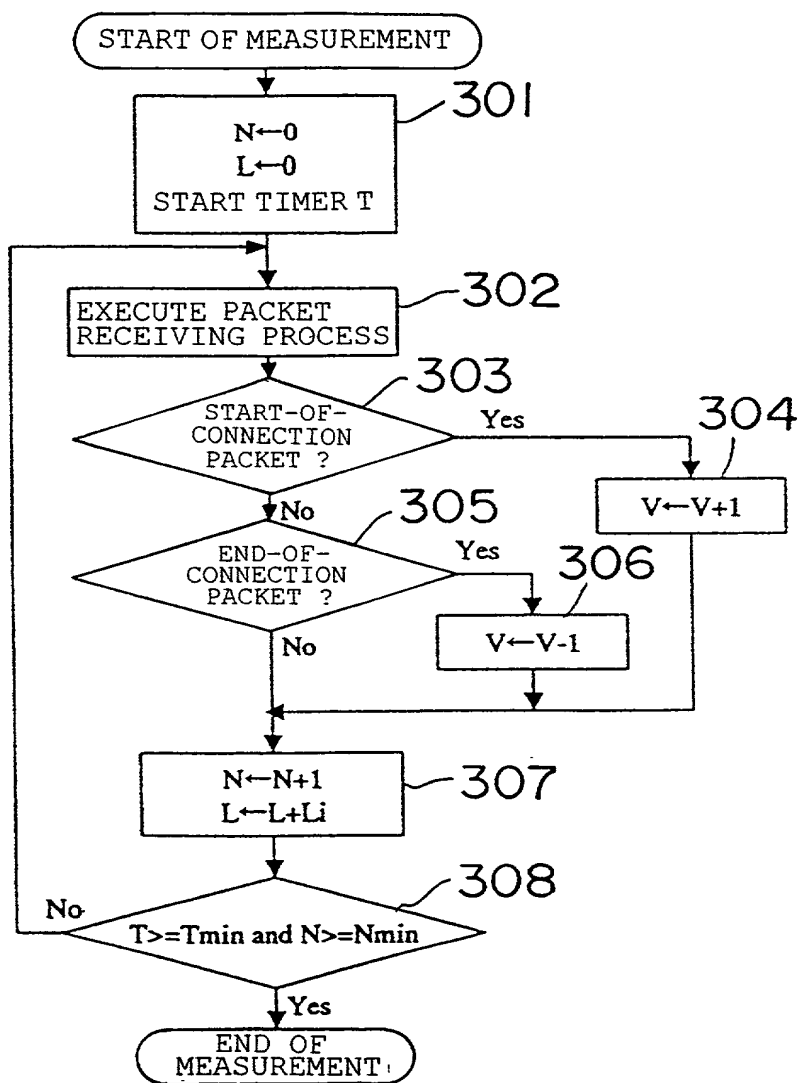 START OF MEASUREMENT
301
N←0
L←0
START TIMER T
302
EXECUTE PACKET
RECEIVING PROCESS
303
START-OF-
CONNECTION
PACKET ?
Yes
304
V←V+1
No
305
END-OF-
CONNECTION
PACKET ?
Yes
306
V←V-1
No
N←N+1
L←L+Li
307
308
No
T>=Tmin and N>=Nmin
Yes
END OF
MEASUREMENT